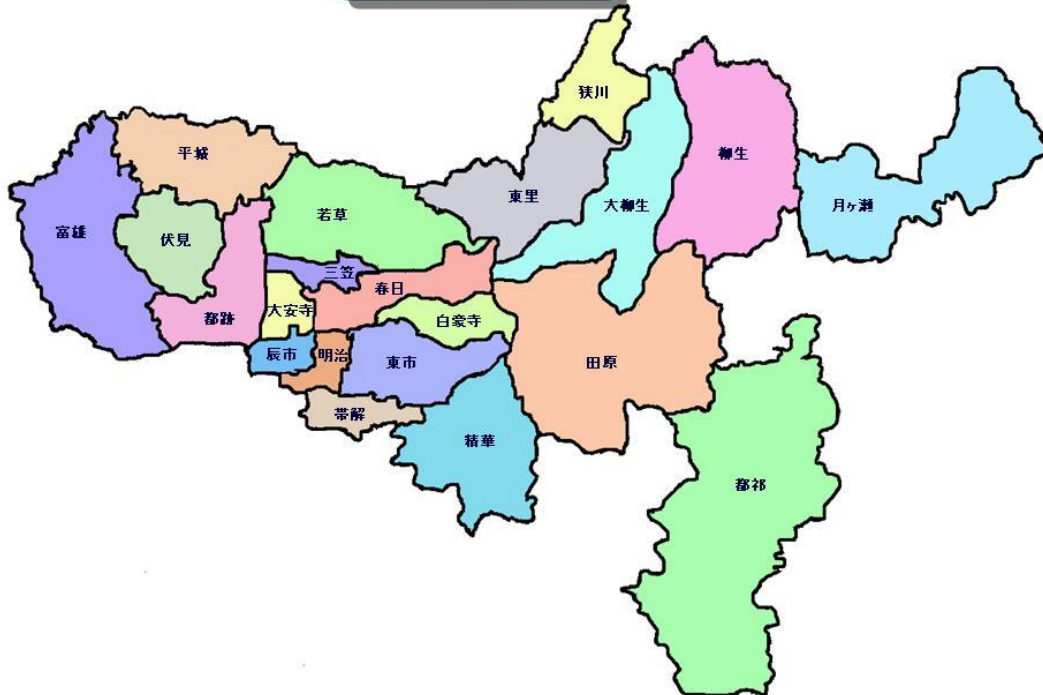 狭川
平城
柳生
東里
大柳生
月ヶ瀬
若草
富雄
伏見
三笠
春日
都跡
大安寺
白毫寺
辰市
明治
東市
田原
帯解
精華
都祁